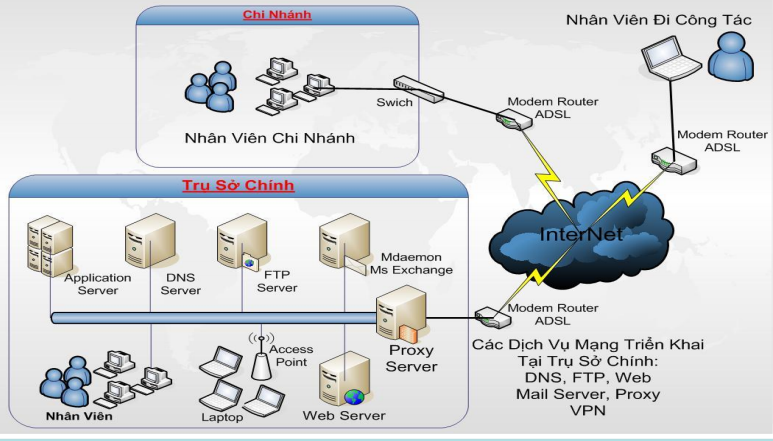 Chi Nhánh
Nhân Viên Đi Công Tác
Swich
Modem Router
ADSL
Nhân Viên Chi Nhánh
Modem Router
ADSL
Trụ Sở Chính
InterNet
Application
Server
DNS
Server
FTP
Server
Mdaemon
Ms Exchange
Modem Router
ADSL
Proxy
Server
Access
Point
Nhân Viên
Laptop
Web Server
Các Dịch Vụ Mạng Triển Khai
Tại Trụ Sở Chính:
DNS, FTP, Web
Mail Server, Proxy
VPN